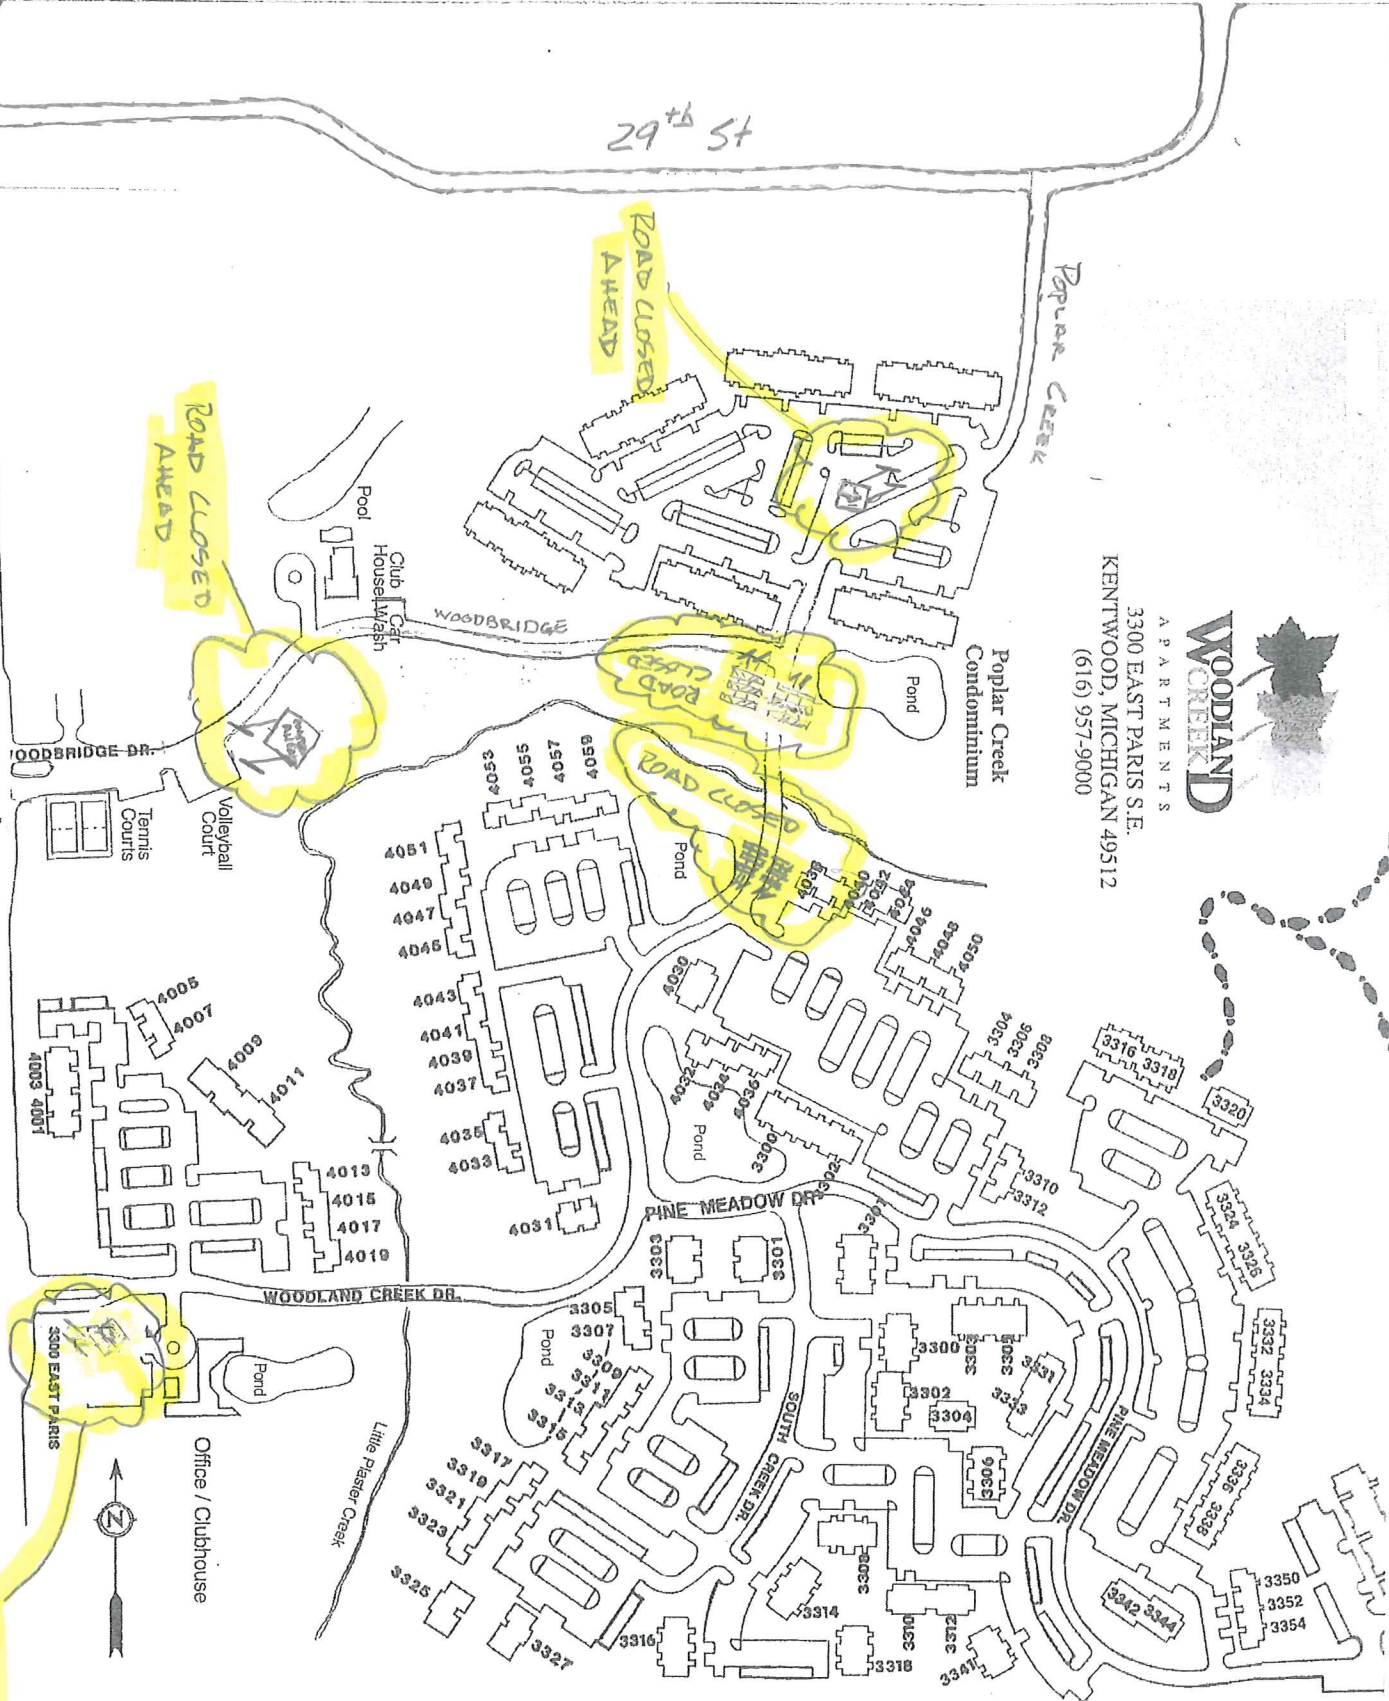 29th St
POPLAR CREEK
ROAD CLOSED
AHEAD
ROAD CLOSED
AHEAD
WOODLAND
CREEK
APARTMENTS
3300 EAST PARIS S.E.
KENTWOOD, MICHIGAN 49512
(616) 957-9000
Poplar Creek
Condominium
Pond
Pool
Club
House
Car
Wash
WOODBRIDGE
ROAD
CLOSED
ROAD CLOSED
OODBRIDGE DR.
Tennis
Courts
Volleyball
Court
Pond
4053
4055
4057
4059
4051
4049
4047
4045
4043
4041
4039
4037
4035
4033
4031
4038
4040
4042
4044
4046
4048
4050
4030
4032
4034
4036
Pond
3300
3302
3304
3306
3308
3310
3312
3316
3318
3320
3324
3326
3332
3334
3336
3338
3350
3352
3354
3342
3344
4005
4007
4009
4011
4003 4001
4013
4015
4017
4019
PINE MEADOW DR.
WOODLAND CREEK DR.
3303
3301
3307
3305
3307
3309
3311
3313
3315
3317
3319
3321
3323
3325
3327
Pond
3300
3302
3304
3306
3303
3305
3331
3333
PINE MEADOW DR.
SOUTH CREEK DR.
3308
3314
3310
3312
3316
3318
3341
3300 EAST PARIS
Pond
Office / Clubhouse
Little Plaster Creek
N